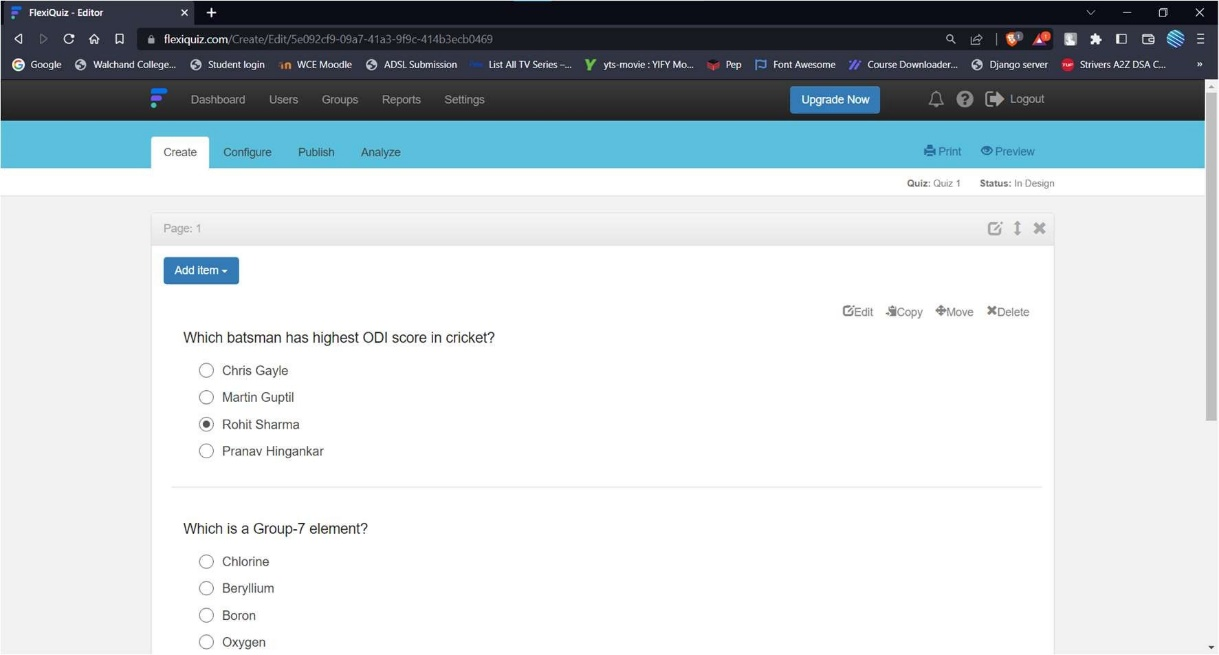 FlexiQuiz - Editor
flexiquiz.com/Create/Edit/5e092cf9-09a7-41a3-9f9c-414b3ecb0469
Google Walchand College... Student login WCE Moodle ADSL Submission List All TV Series –... yts-movie : YIFY Mo... Pep Font Awesome Course Downloader... Django server Strivers A2Z DSA C... »
Dashboard Users Groups Reports Settings Upgrade Now Logout
Create Configure Publish Analyze Print Preview
Quiz: Quiz 1 Status: In Design
Page: 1
Add item
Edit Copy Move Delete
Which batsman has highest ODI score in cricket?
Chris Gayle
Martin Guptil
Rohit Sharma
Pranav Hingankar
Which is a Group-7 element?
Chlorine
Beryllium
Boron
Oxygen